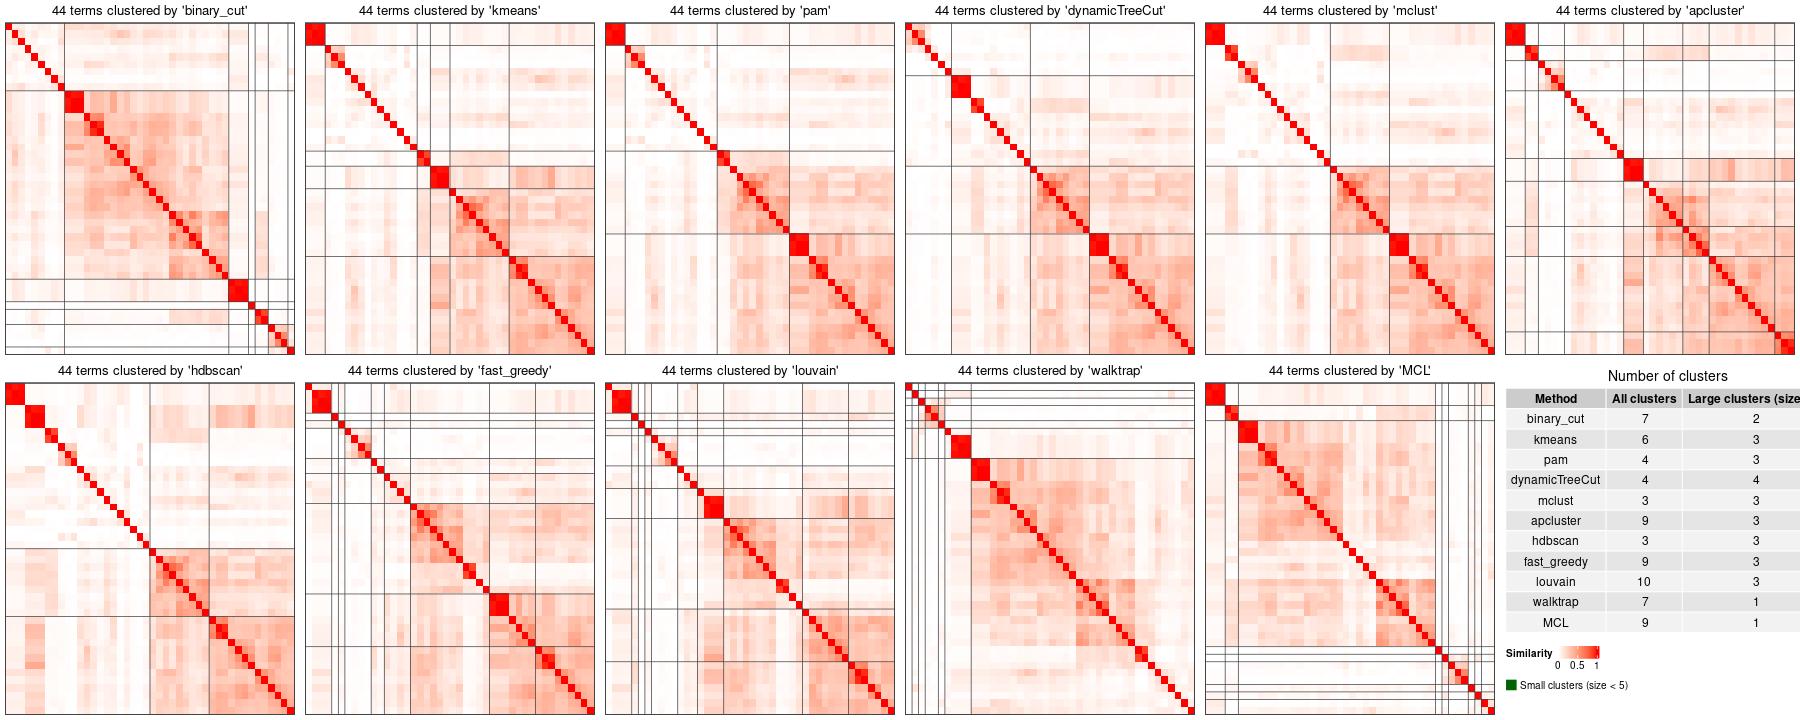 44 terms clustered by 'binary_cut'
44 terms clustered by 'kmeans'
44 terms clustered by 'pam'
44 terms clustered by 'dynamicTreeCut'
44 terms clustered by 'mclust'
44 terms clustered by 'apcluster'
44 terms clustered by 'hdbscan'
44 terms clustered by 'fast_greedy'
44 terms clustered by 'louvain'
44 terms clustered by 'walktrap'
44 terms clustered by 'MCL'
Number of clusters
Method All clusters Large clusters (size
binary_cut 7 2
kmeans 6 3
pam 4 3
dynamicTreeCut 4 4
mclust 3 3
apcluster 9 3
hdbscan 3 3
fast_greedy 9 3
louvain 10 3
walktrap 7 1
MCL 9 1
Similarity
0 0.5 1
Small clusters (size < 5)